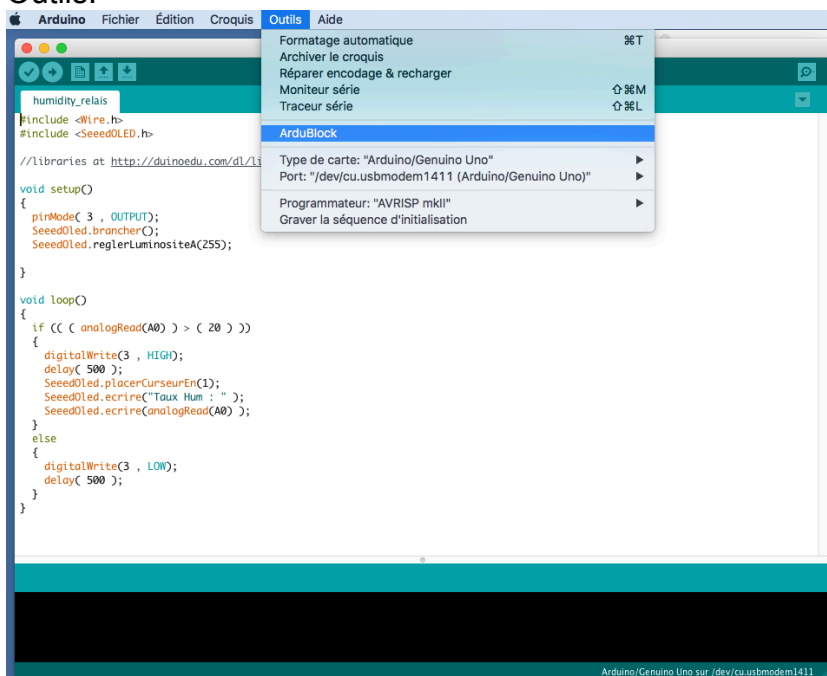 Outils.
Arduino Fichier Édition Croquis Outils Aide
Formatage automatique ⌘T
Archiver le croquis
Réparer encodage & recharger
Moniteur série ⇧⌘M
Traceur série ⇧⌘L
ArduBlock
Type de carte: "Arduino/Genuino Uno" ▶
Port: "/dev/cu.usbmodem1411 (Arduino/Genuino Uno)" ▶
Programmateur: "AVRISP mkII" ▶
Graver la séquence d'initialisation
humidity_relais
#include <Wire.h>
#include <SeeedOLED.h>
//libraries at http://duinoedu.com/dl/li
void setup()
{
pinMode( 3 , OUTPUT);
SeeedOled.brancher();
SeeedOled.reglerLuminositeA(255);
}
void loop()
{
if (( ( analogRead(A0) ) > ( 20 ) ))
{
digitalWrite(3 , HIGH);
delay( 500 );
SeeedOled.placerCurseurEn(1);
SeeedOled.ecrire("Taux Hum : " );
SeeedOled.ecrire(analogRead(A0) );
}
else
{
digitalWrite(3 , LOW);
delay( 500 );
}
}
Arduino/Genuino Uno sur /dev/cu.usbmodem1411